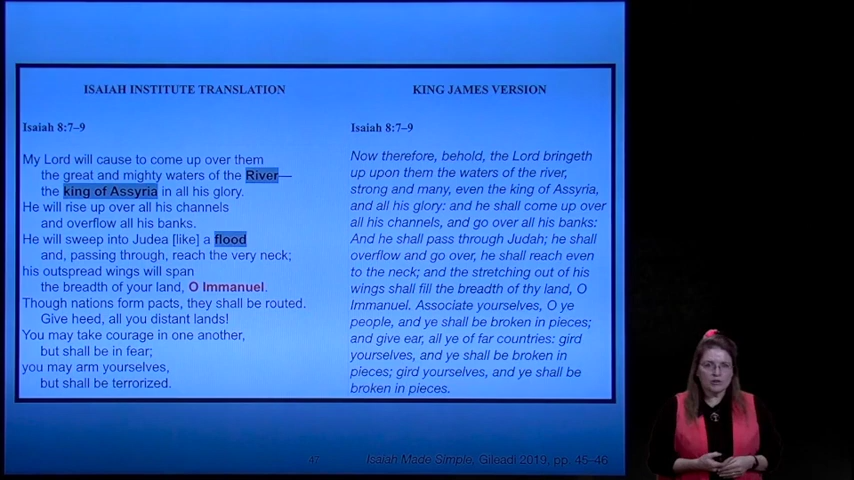 ISAIAH INSTITUTE TRANSLATION
Isaiah 8:7–9
My Lord will cause to come up over them
the great and mighty waters of the River—
the king of Assyria in all his glory.
He will rise up over all his channels
and overflow all his banks.
He will sweep into Judea [like] a flood
and, passing through, reach the very neck;
his outspread wings will span
the breadth of your land, O Immanuel.
Though nations form pacts, they shall be routed.
Give heed, all you distant lands!
You may take courage in one another,
but shall be in fear;
you may arm yourselves,
but shall be terrorized.
KING JAMES VERSION
Isaiah 8:7–9
Now therefore, behold, the Lord bringeth
up upon them the waters of the river,
strong and many, even the king of Assyria,
and all his glory: and he shall come up over
all his channels, and go over all his banks:
And he shall pass through Judah; he shall
overflow and go over, he shall reach even
to the neck; and the stretching out of his
wings shall fill the breadth of thy land, O
Immanuel. Associate yourselves, O ye
people, and ye shall be broken in pieces;
and give ear, all ye of far countries: gird
yourselves, and ye shall be broken in
pieces; gird yourselves, and ye shall be
broken in pieces.
47
Isaiah Made Simple, Gileadi 2019, pp. 45–46